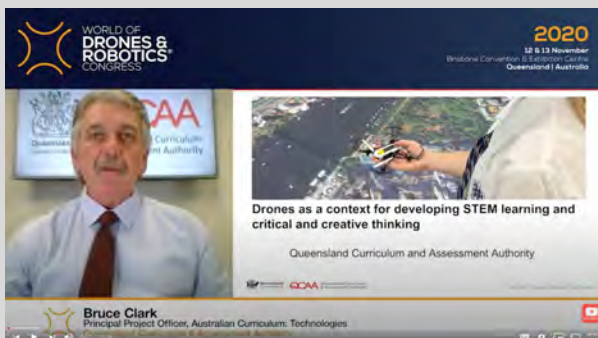 WORLD OF
DRONES &
ROBOTICS
CONGRESS
2020
12 & 13 November
Brisbane Convention & Exhibition Centre
Queensland | Australia
QCAA
Curriculum
ment Authority
Drones as a context for developing STEM learning and
critical and creative thinking
Queensland Curriculum and Assessment Authority
QCAA
Bruce Clark
Principal Project Officer, Australian Curriculum: Technologies